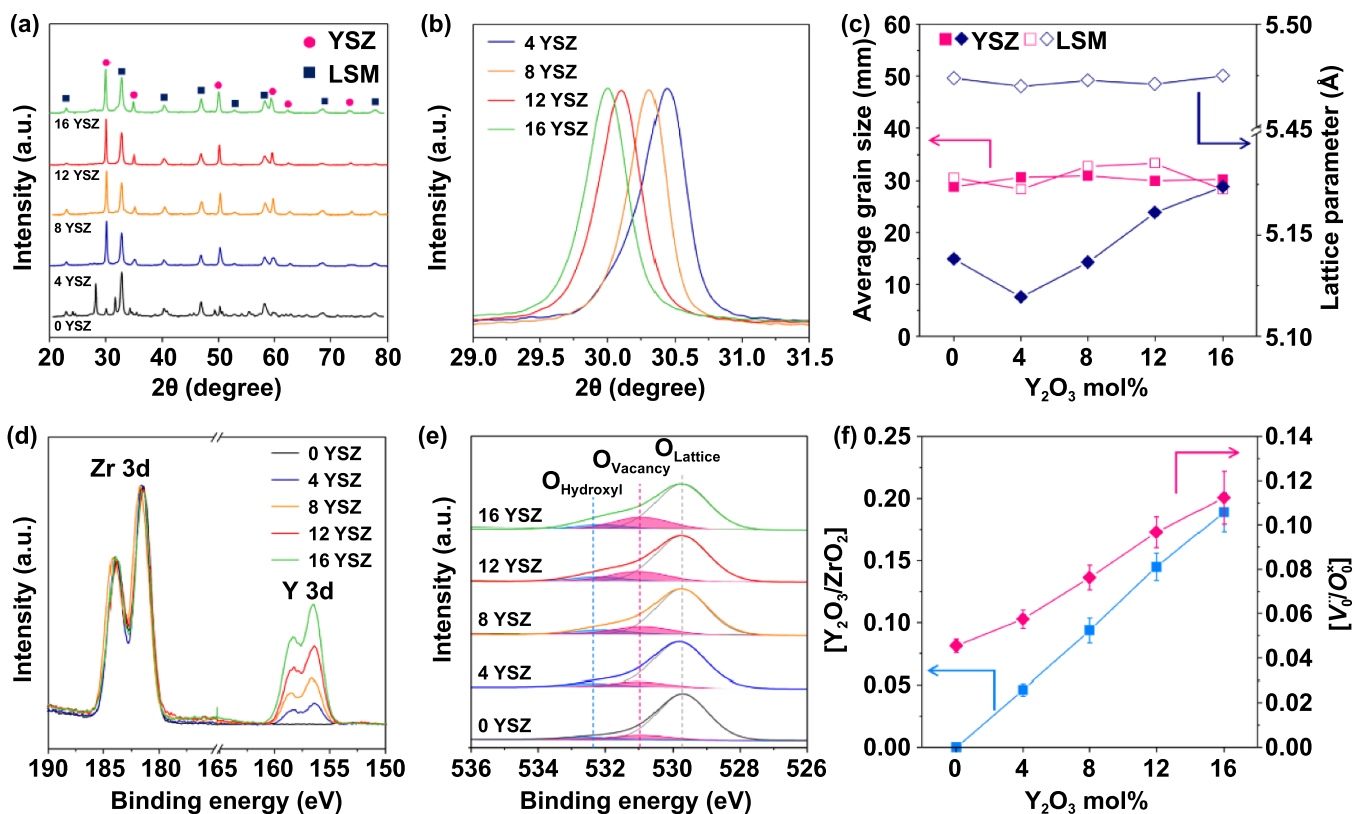 (a)
YSZ
LSM
16 YSZ
12 YSZ
8 YSZ
4 YSZ
0 YSZ
Intensity (a.u.)
20 30 40 50 60 70 80
2θ (degree)
(b)
4 YSZ
8 YSZ
12 YSZ
16 YSZ
Intensity (a.u.)
29.0 29.5 30.0 30.5 31.0 31.5
2θ (degree)
(c)
YSZ LSM
Average grain size (mm)
60
50
40
30
20
10
0
5.50
5.45
5.15
5.10
Lattice parameter (Å)
0 4 8 12 16
Y₂O₃ mol%
(d)
Zr 3d
Y 3d
0 YSZ
4 YSZ
8 YSZ
12 YSZ
16 YSZ
Intensity (a.u.)
190 185 180 165 160 155 150
Binding energy (eV)
(e)
O Hydroxyl
O Vacancy
O Lattice
16 YSZ
12 YSZ
8 YSZ
4 YSZ
0 YSZ
Intensity (a.u.)
536 534 532 530 528 526
Binding energy (eV)
(f)
[Y₂O₃/ZrO₂]
0.25
0.20
0.15
0.10
0.05
0.00
0.14
0.12
0.10
0.08
0.06
0.04
0.02
0.00
0 4 8 12 16
Y₂O₃ mol%